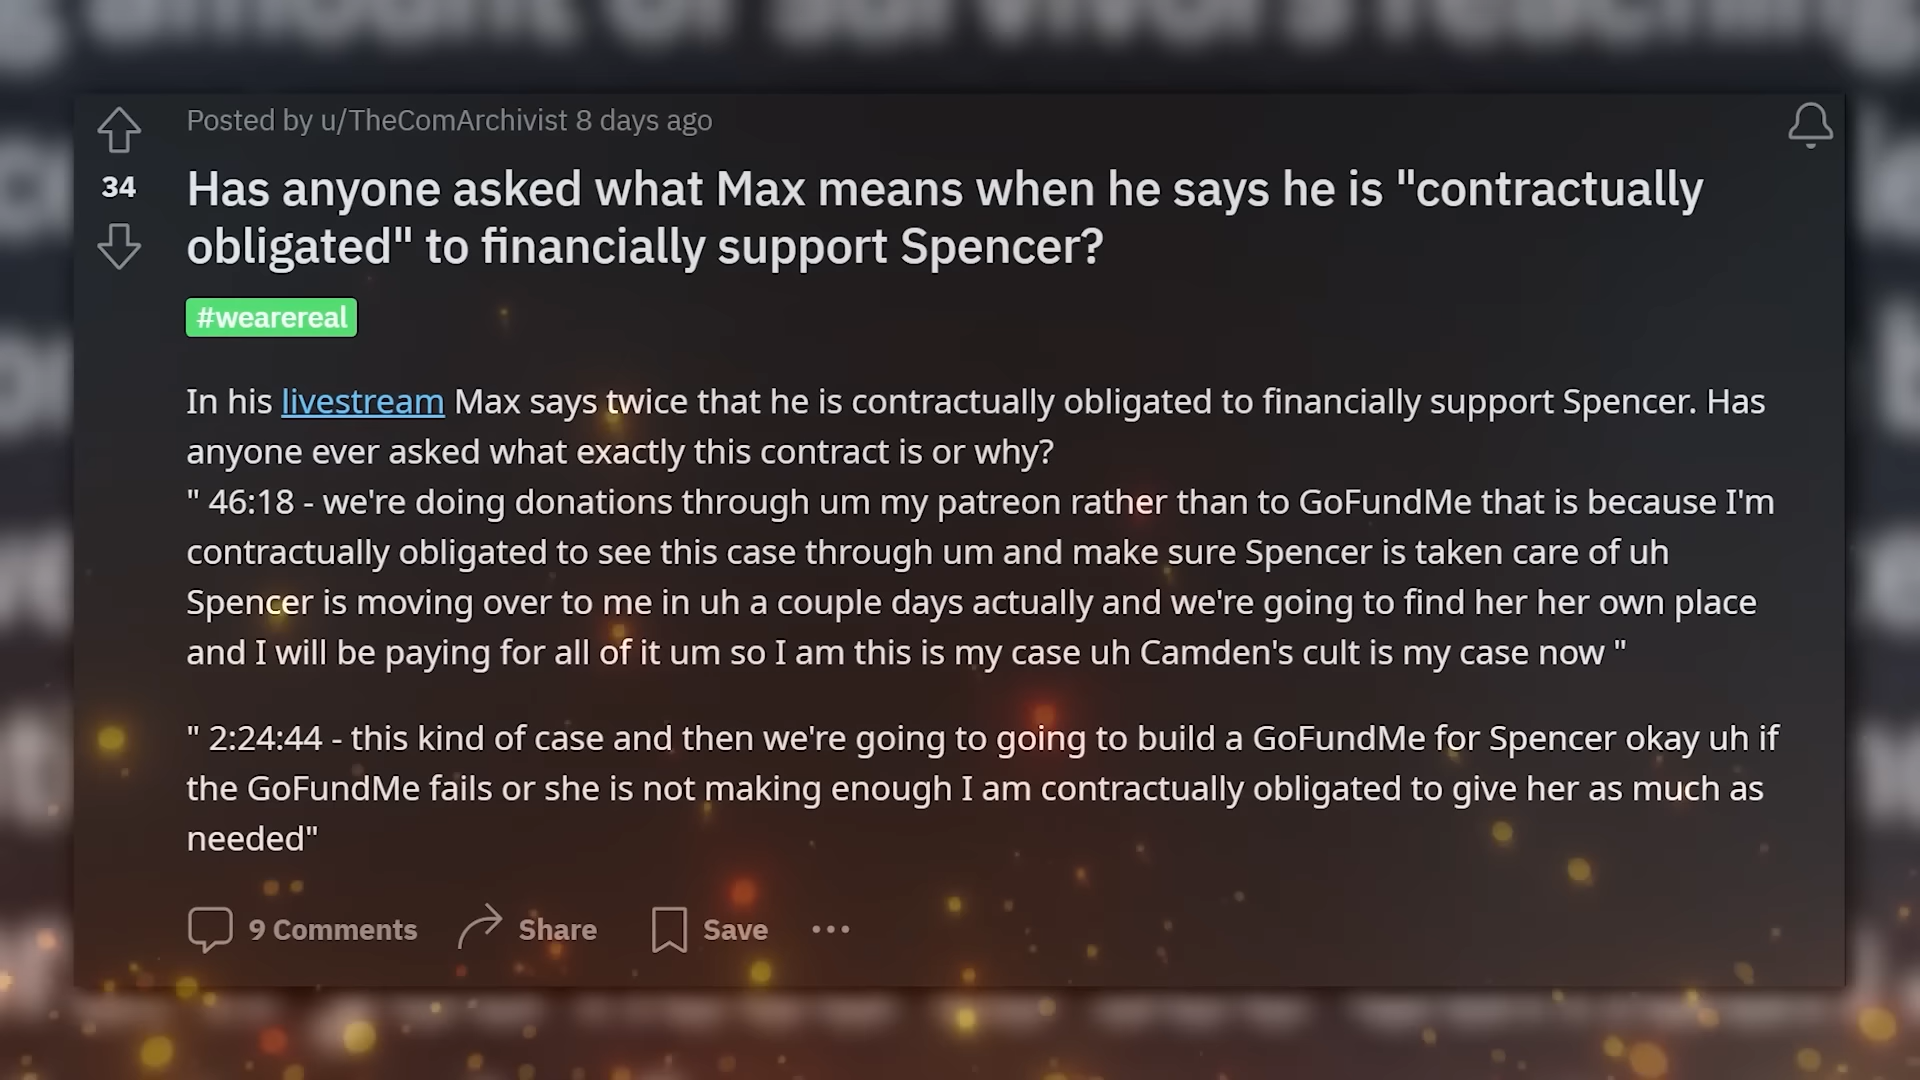 Posted by u/TheComArchivist 8 days ago
34
Has anyone asked what Max means when he says he is "contractually
obligated" to financially support Spencer?
#wearereal
In his livestream Max says twice that he is contractually obligated to financially support Spencer. Has
anyone ever asked what exactly this contract is or why?
" 46:18 - we're doing donations through um my patreon rather than to GoFundMe that is because I'm
contractually obligated to see this case through um and make sure Spencer is taken care of uh
Spencer is moving over to me in uh a couple days actually and we're going to find her her own place
and I will be paying for all of it um so I am this is my case uh Camden's cult is my case now "
" 2:24:44 - this kind of case and then we're going to going to build a GoFundMe for Spencer okay uh if
the GoFundMe fails or she is not making enough I am contractually obligated to give her as much as
needed"
9 Comments Share Save